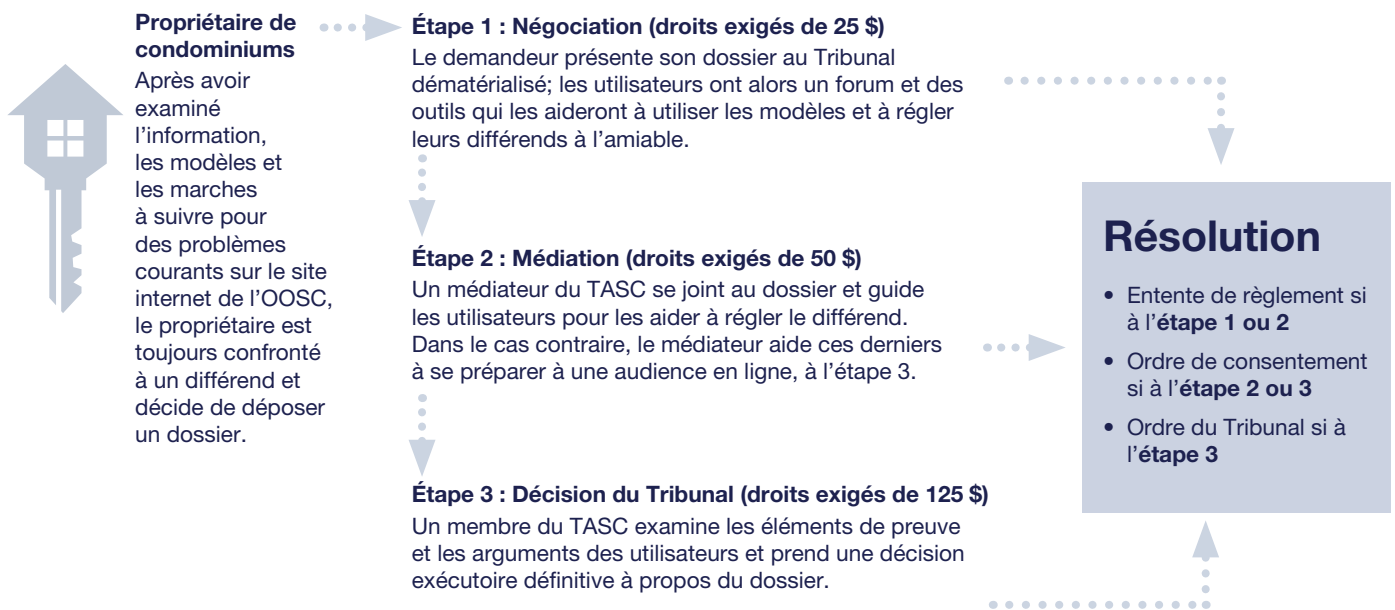 Propriétaire de
condominiums
Après avoir
examiné
l’information,
les modèles et
les marches
à suivre pour
des problèmes
courants sur le site
internet de l’OOSC,
le propriétaire est
toujours confronté
à un différend et
décide de déposer
un dossier.
Étape 1 : Négociation (droits exigés de 25 $)
Le demandeur présente son dossier au Tribunal
dématérialisé; les utilisateurs ont alors un forum et des
outils qui les aideront à utiliser les modèles et à régler
leurs différends à l’amiable.
Étape 2 : Médiation (droits exigés de 50 $)
Un médiateur du TASC se joint au dossier et guide
les utilisateurs pour les aider à régler le différend.
Dans le cas contraire, le médiateur aide ces derniers
à se préparer à une audience en ligne, à l’étape 3.
Étape 3 : Décision du Tribunal (droits exigés de 125 $)
Un membre du TASC examine les éléments de preuve
et les arguments des utilisateurs et prend une décision
exécutoire définitive à propos du dossier.
Résolution
• Entente de règlement si
à l’étape 1 ou 2
• Ordre de consentement
si à l’étape 2 ou 3
• Ordre du Tribunal si à
l’étape 3